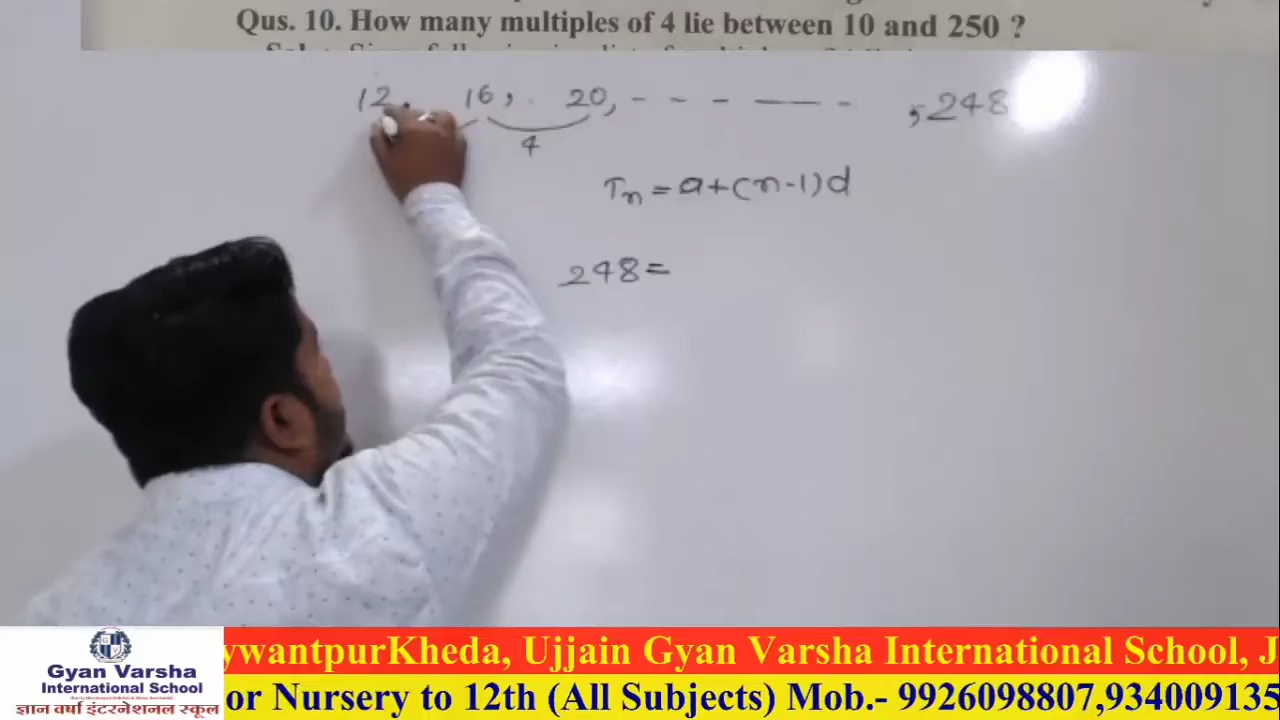 Qus. 10. How many multiples of 4 lie between 10 and 250 ?
12, 16, 20, - - - — - , 248
4
Tn = a+(n-1)d
248=
ywantpurKheda, Ujjain Gyan Varsha International School, J
Gyan Varsha
International School
ज्ञान वर्षा इंटरनेशनल स्कूल
or Nursery to 12th (All Subjects) Mob.- 9926098807,934009135